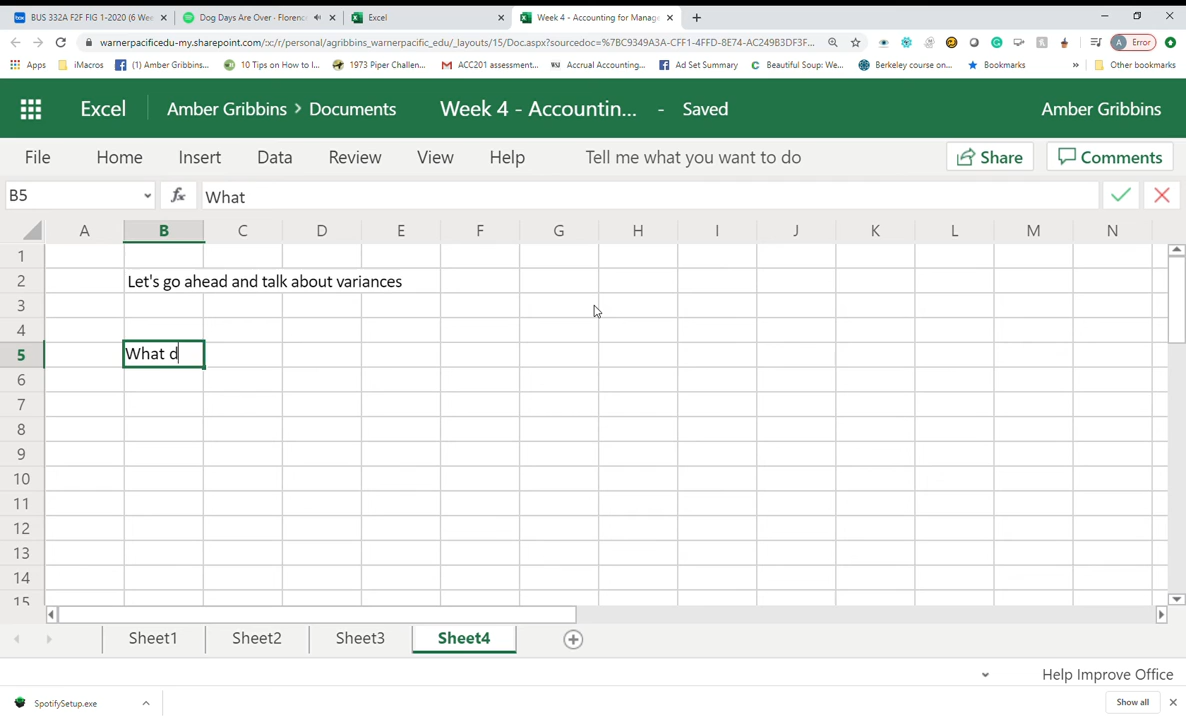 BUS 332A F2F FIG 1-2020 (6 Wee
Dog Days Are Over · Florenc
Excel
Week 4 - Accounting for Manage
warnerpacificedu-my.sharepoint.com/:x:/r/personal/agribbins_warnerpacific_edu/_layouts/15/Doc.aspx?sourcedoc=%7BC9349A3A-CFF1-4FFD-8E74-AC249B3DF3F...
A Error
Apps
iMacros
(1) Amber Gribbins...
10 Tips on How to I...
1973 Piper Challen...
ACC201 assessment...
Accrual Accounting...
Ad Set Summary
Beautiful Soup: We...
Berkeley course on...
Bookmarks
»
Other bookmarks
Excel
Amber Gribbins > Documents
Week 4 - Accountin... - Saved
Amber Gribbins
File Home Insert Data Review View Help
Tell me what you want to do
Share
Comments
B5
fx
What
A B C D E F G H I J K L M N
1
2 Let's go ahead and talk about variances
3
4
5 What d
6
7
8
9
10
11
12
13
14
15
Sheet1 Sheet2 Sheet3 Sheet4
Help Improve Office
SpotifySetup.exe
Show all